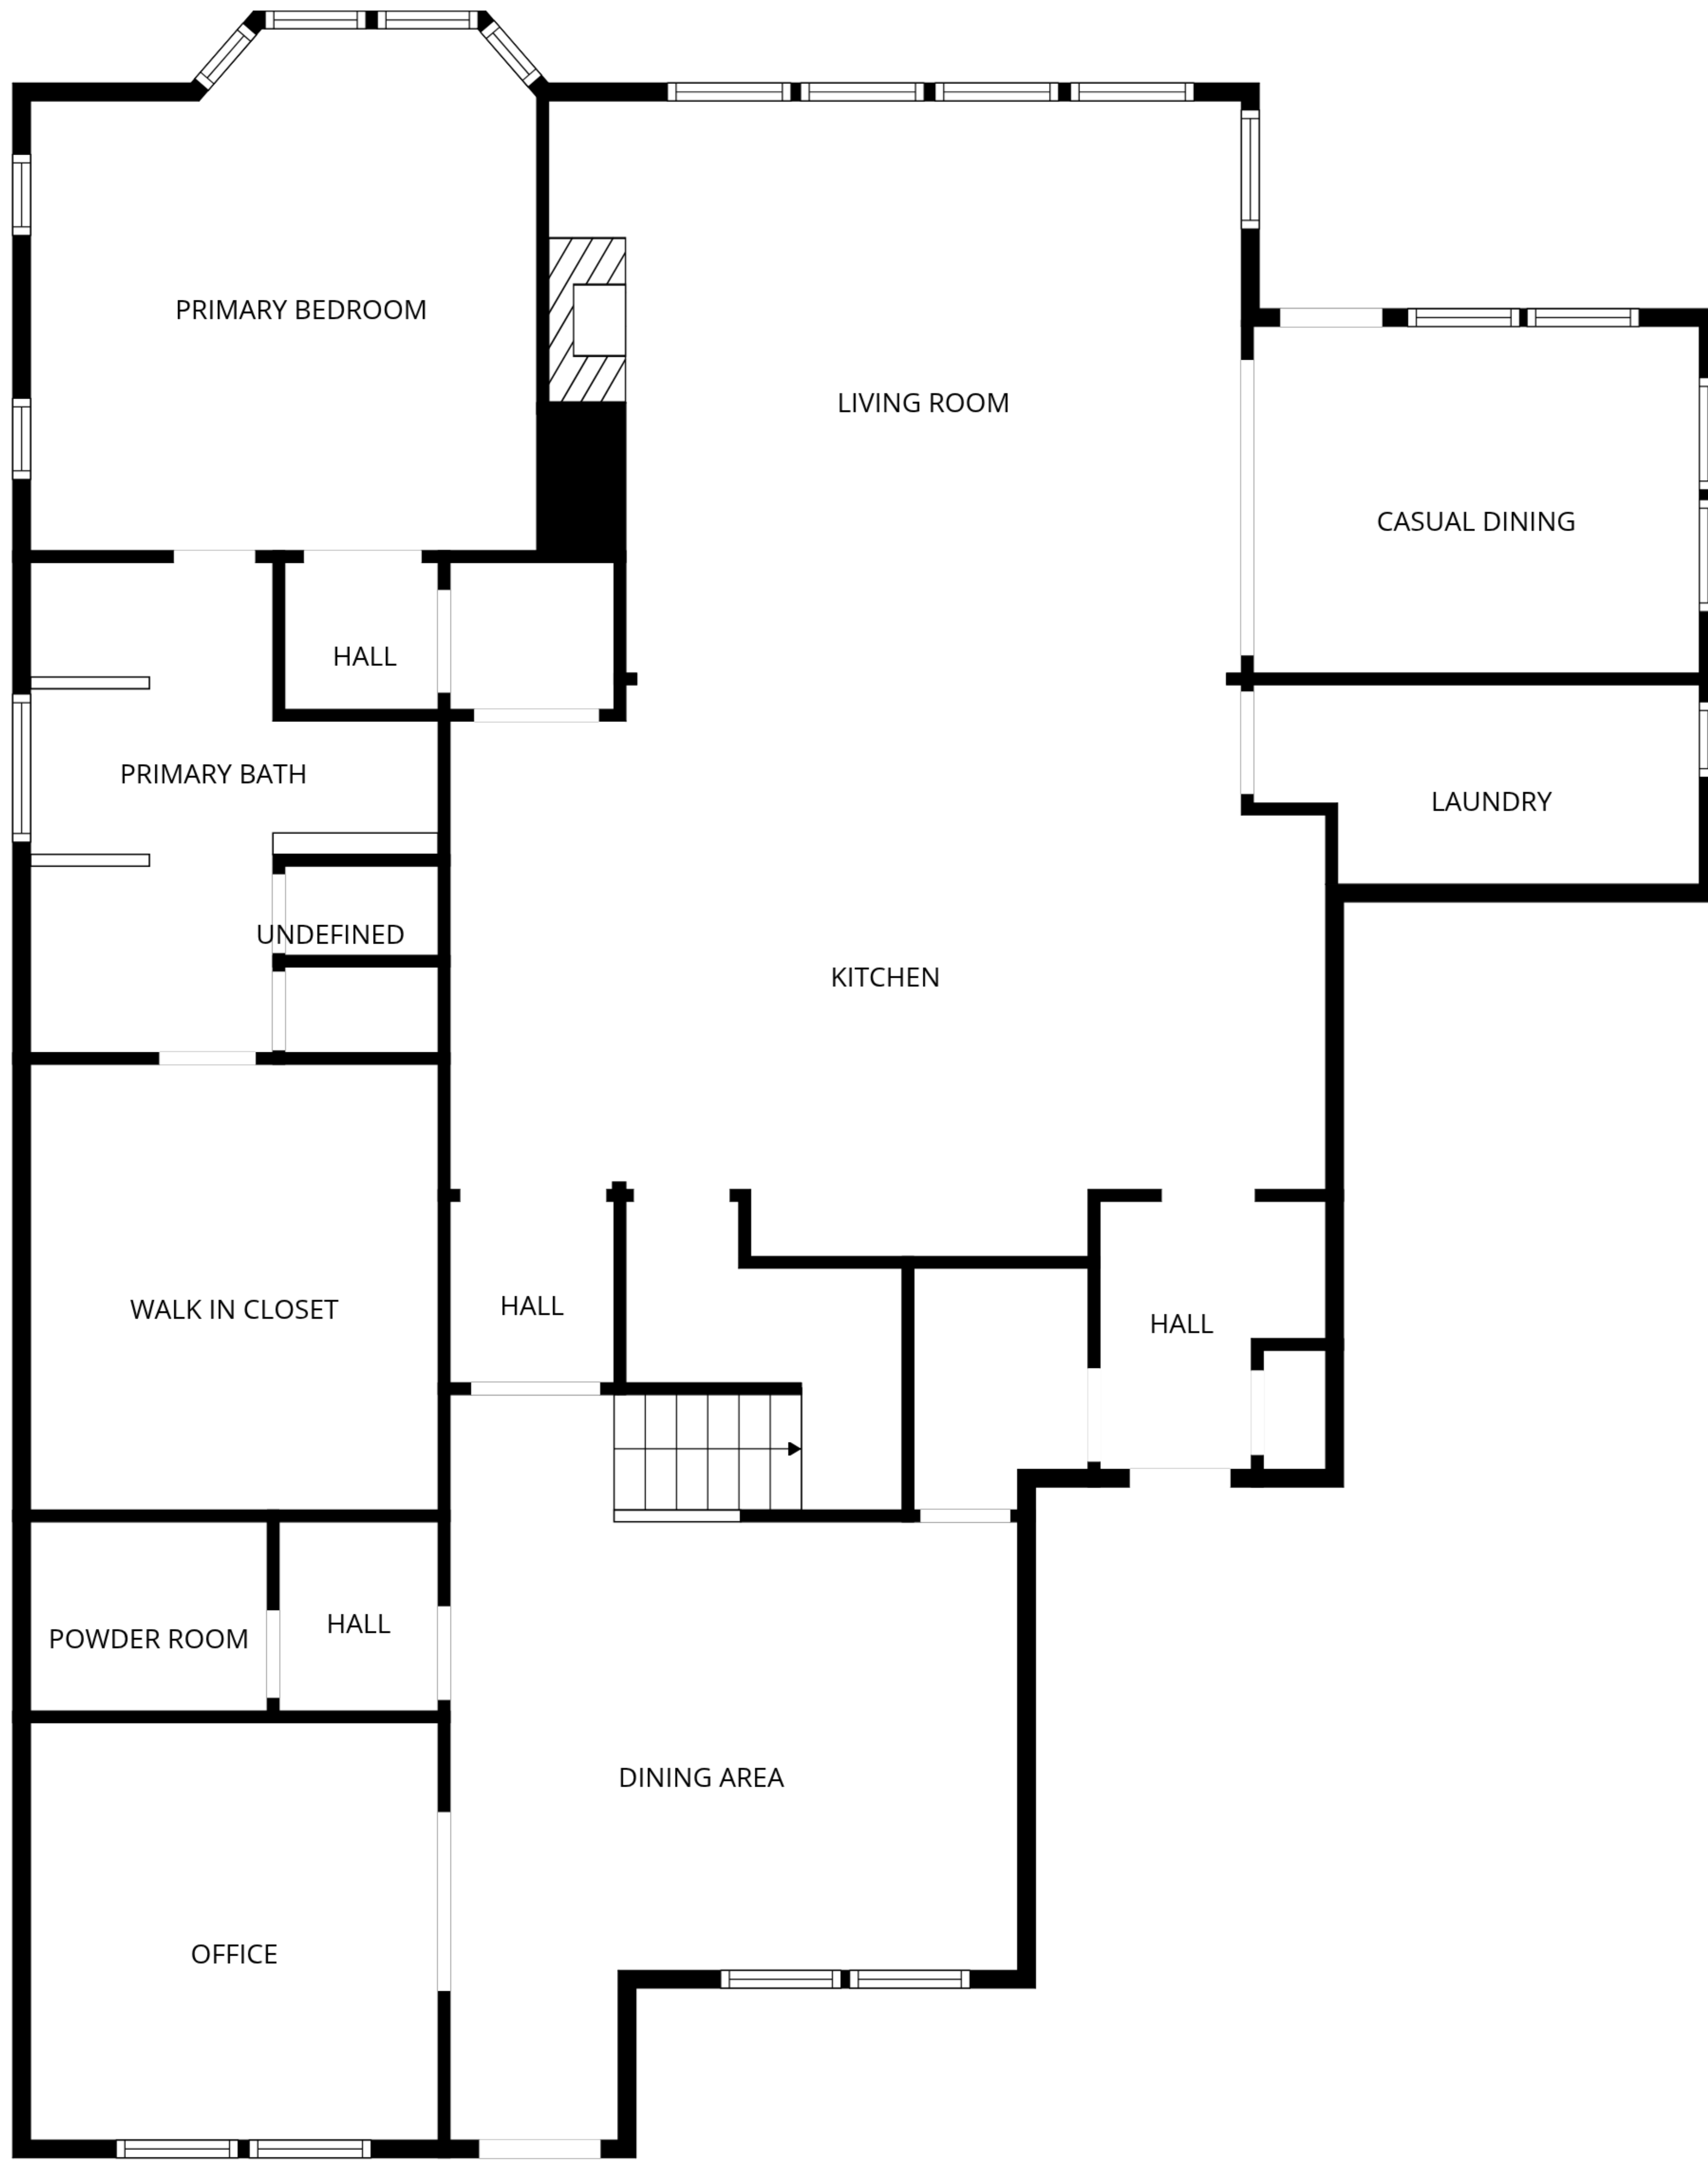 PRIMARY BEDROOM
LIVING ROOM
CASUAL DINING
HALL
PRIMARY BATH
LAUNDRY
UNDEFINED
KITCHEN
WALK IN CLOSET
HALL
HALL
POWDER ROOM
HALL
DINING AREA
OFFICE